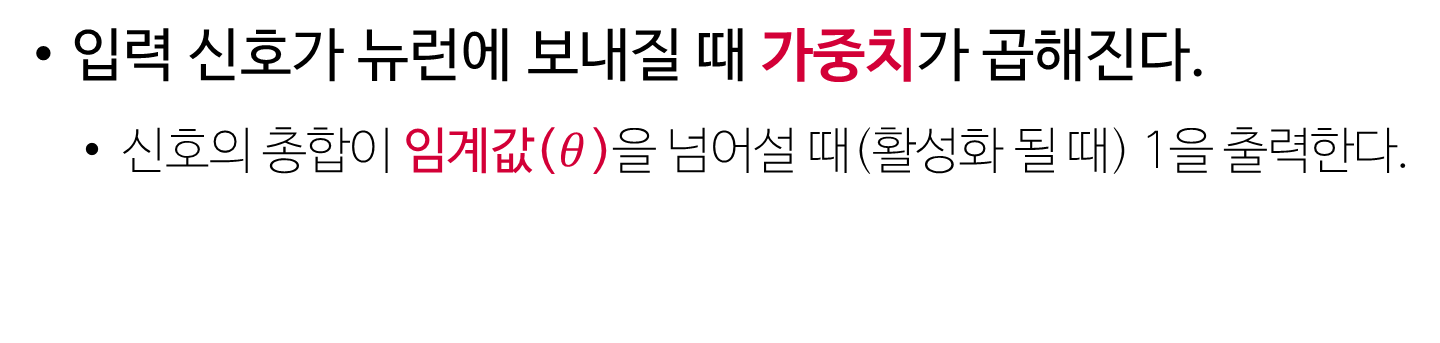 • 입력 신호가 뉴런에 보내질 때 가중치가 곱해진다.
• 신호의 총합이 임계값(θ)을 넘어설 때(활성화 될 때) 1을 출력한다.